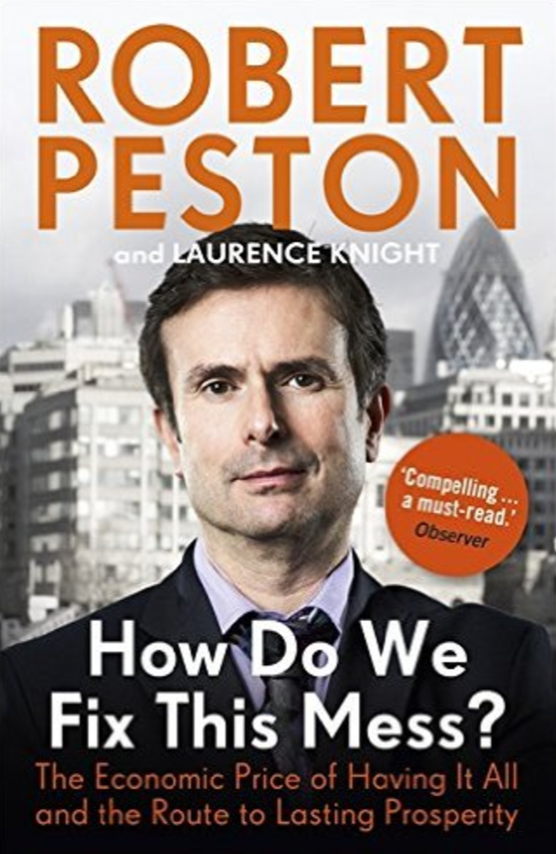 ROBERT
PESTON
and LAURENCE KNIGHT
'Compelling...
a must-read.'
Observer
How Do We
Fix This Mess?
The Economic Price of Having It All
and the Route to Lasting Prosperity